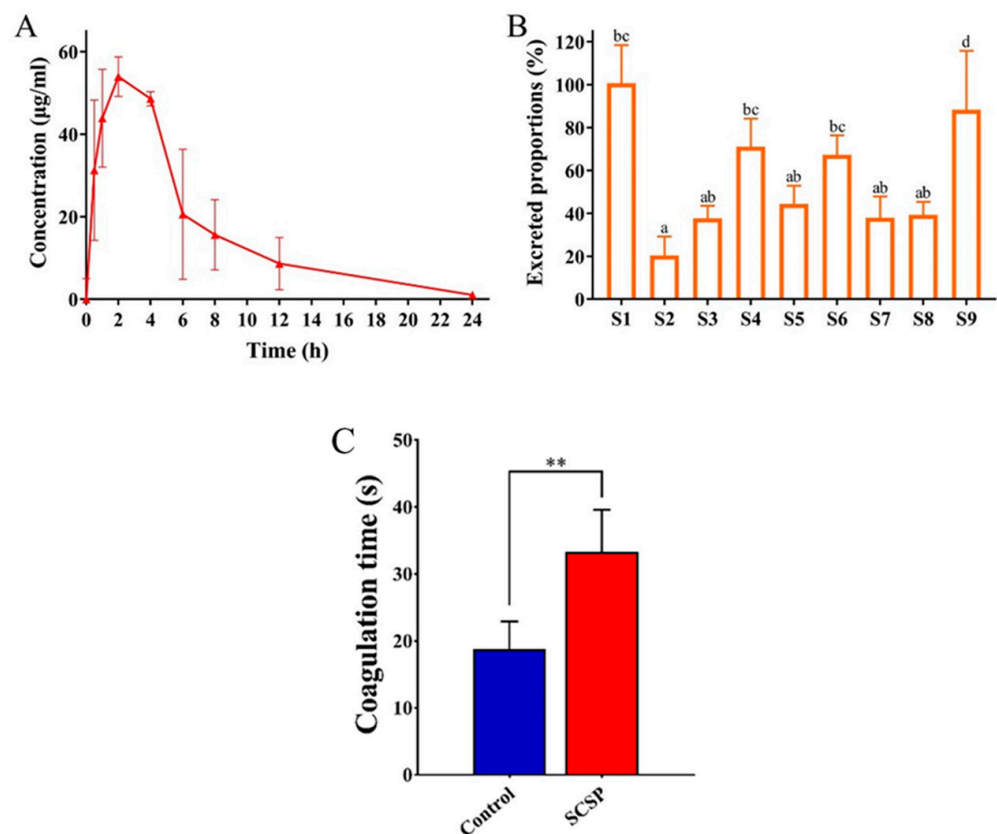 A
Concentration (µg/ml)
60
40
20
0
0 2 4 6 8 10 12 14 16 18 20 22 24
Time (h)
B
Excreted proportions (%)
120
100
80
60
40
20
0
bc a ab bc ab bc ab ab d
S1 S2 S3 S4 S5 S6 S7 S8 S9
C
Coagulation time (s)
50
40
30
20
10
0
**
Control SCSP